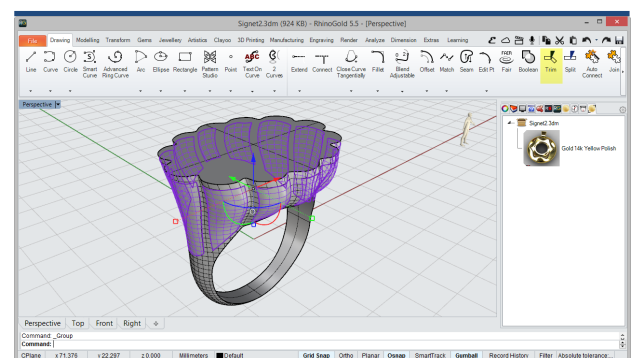 Signet2.3dm (924 KB) - RhinoGold 5.5 - [Perspective]
File Drawing Modelling Transform Gems Jewellery Artistics Clayoo 3D Printing Manufacturing Engraving Render Analyze Dimension Extras Learning
Line Curve Circle Smart Curve Advanced Ring Curve Arc Ellipse Rectangle Pattern Studio Point Text On Curve 2 Curves Extend Connect Close Curve Tangentially Fillet Blend Adjustable Offset Match Seam Edit Pt Fair Boolean Trim Split Auto Connect Join
Perspective
Signet2.3dm
Gold 14k Yellow Polish
Perspective Top Front Right
Command: _Group
Command:
CPlane x 71.376 y 22.297 z 0.000 Millimeters Default Grid Snap Ortho Planar Osnap SmartTrack Gumball Record History Filter Absolute tolerance:...